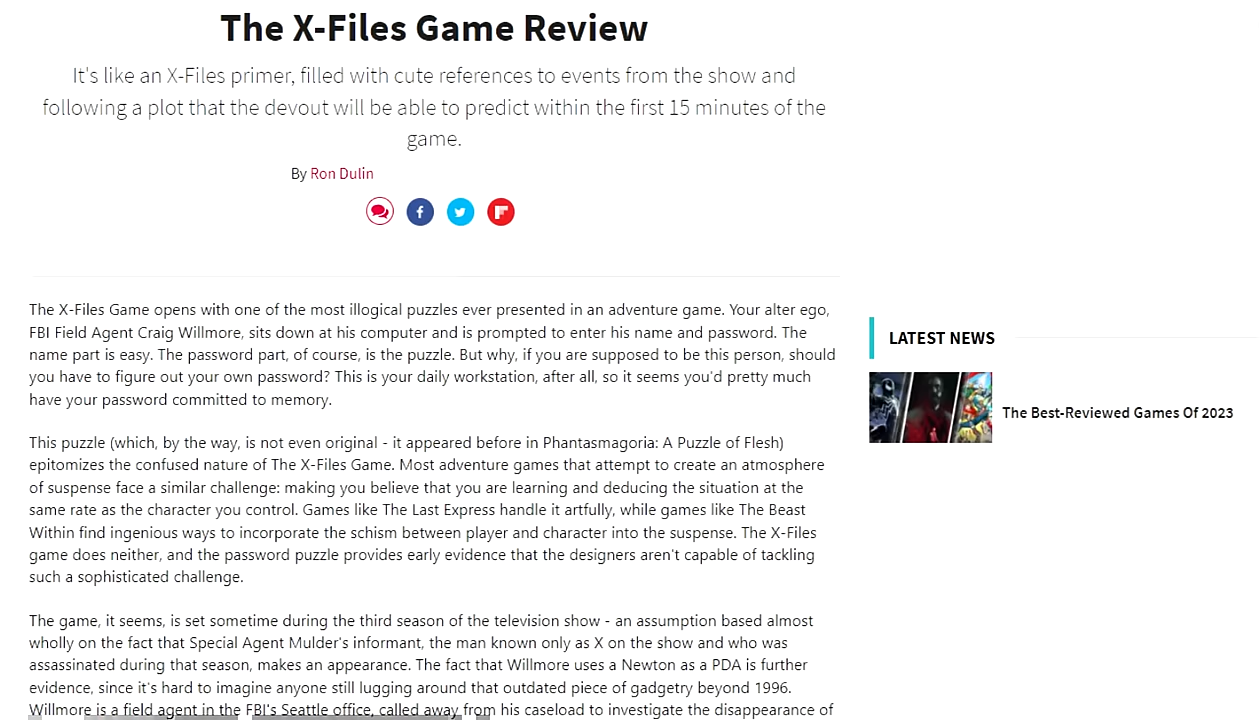 The X-Files Game Review
It's like an X-Files primer, filled with cute references to events from the show and
following a plot that the devout will be able to predict within the first 15 minutes of the
game.
By Ron Dulin
The X-Files Game opens with one of the most illogical puzzles ever presented in an adventure game. Your alter ego,
FBI Field Agent Craig Willmore, sits down at his computer and is prompted to enter his name and password. The
name part is easy. The password part, of course, is the puzzle. But why, if you are supposed to be this person, should
you have to figure out your own password? This is your daily workstation, after all, so it seems you'd pretty much
have your password committed to memory.
This puzzle (which, by the way, is not even original - it appeared before in Phantasmagoria: A Puzzle of Flesh)
epitomizes the confused nature of The X-Files Game. Most adventure games that attempt to create an atmosphere
of suspense face a similar challenge: making you believe that you are learning and deducing the situation at the
same rate as the character you control. Games like The Last Express handle it artfully, while games like The Beast
Within find ingenious ways to incorporate the schism between player and character into the suspense. The X-Files
game does neither, and the password puzzle provides early evidence that the designers aren't capable of tackling
such a sophisticated challenge.
The game, it seems, is set sometime during the third season of the television show - an assumption based almost
wholly on the fact that Special Agent Mulder's informant, the man known only as X on the show and who was
assassinated during that season, makes an appearance. The fact that Willmore uses a Newton as a PDA is further
evidence, since it's hard to imagine anyone still lugging around that outdated piece of gadgetry beyond 1996.
Willmore is a field agent in the FBI's Seattle office, called away from his caseload to investigate the disappearance of
LATEST NEWS
The Best-Reviewed Games Of 2023